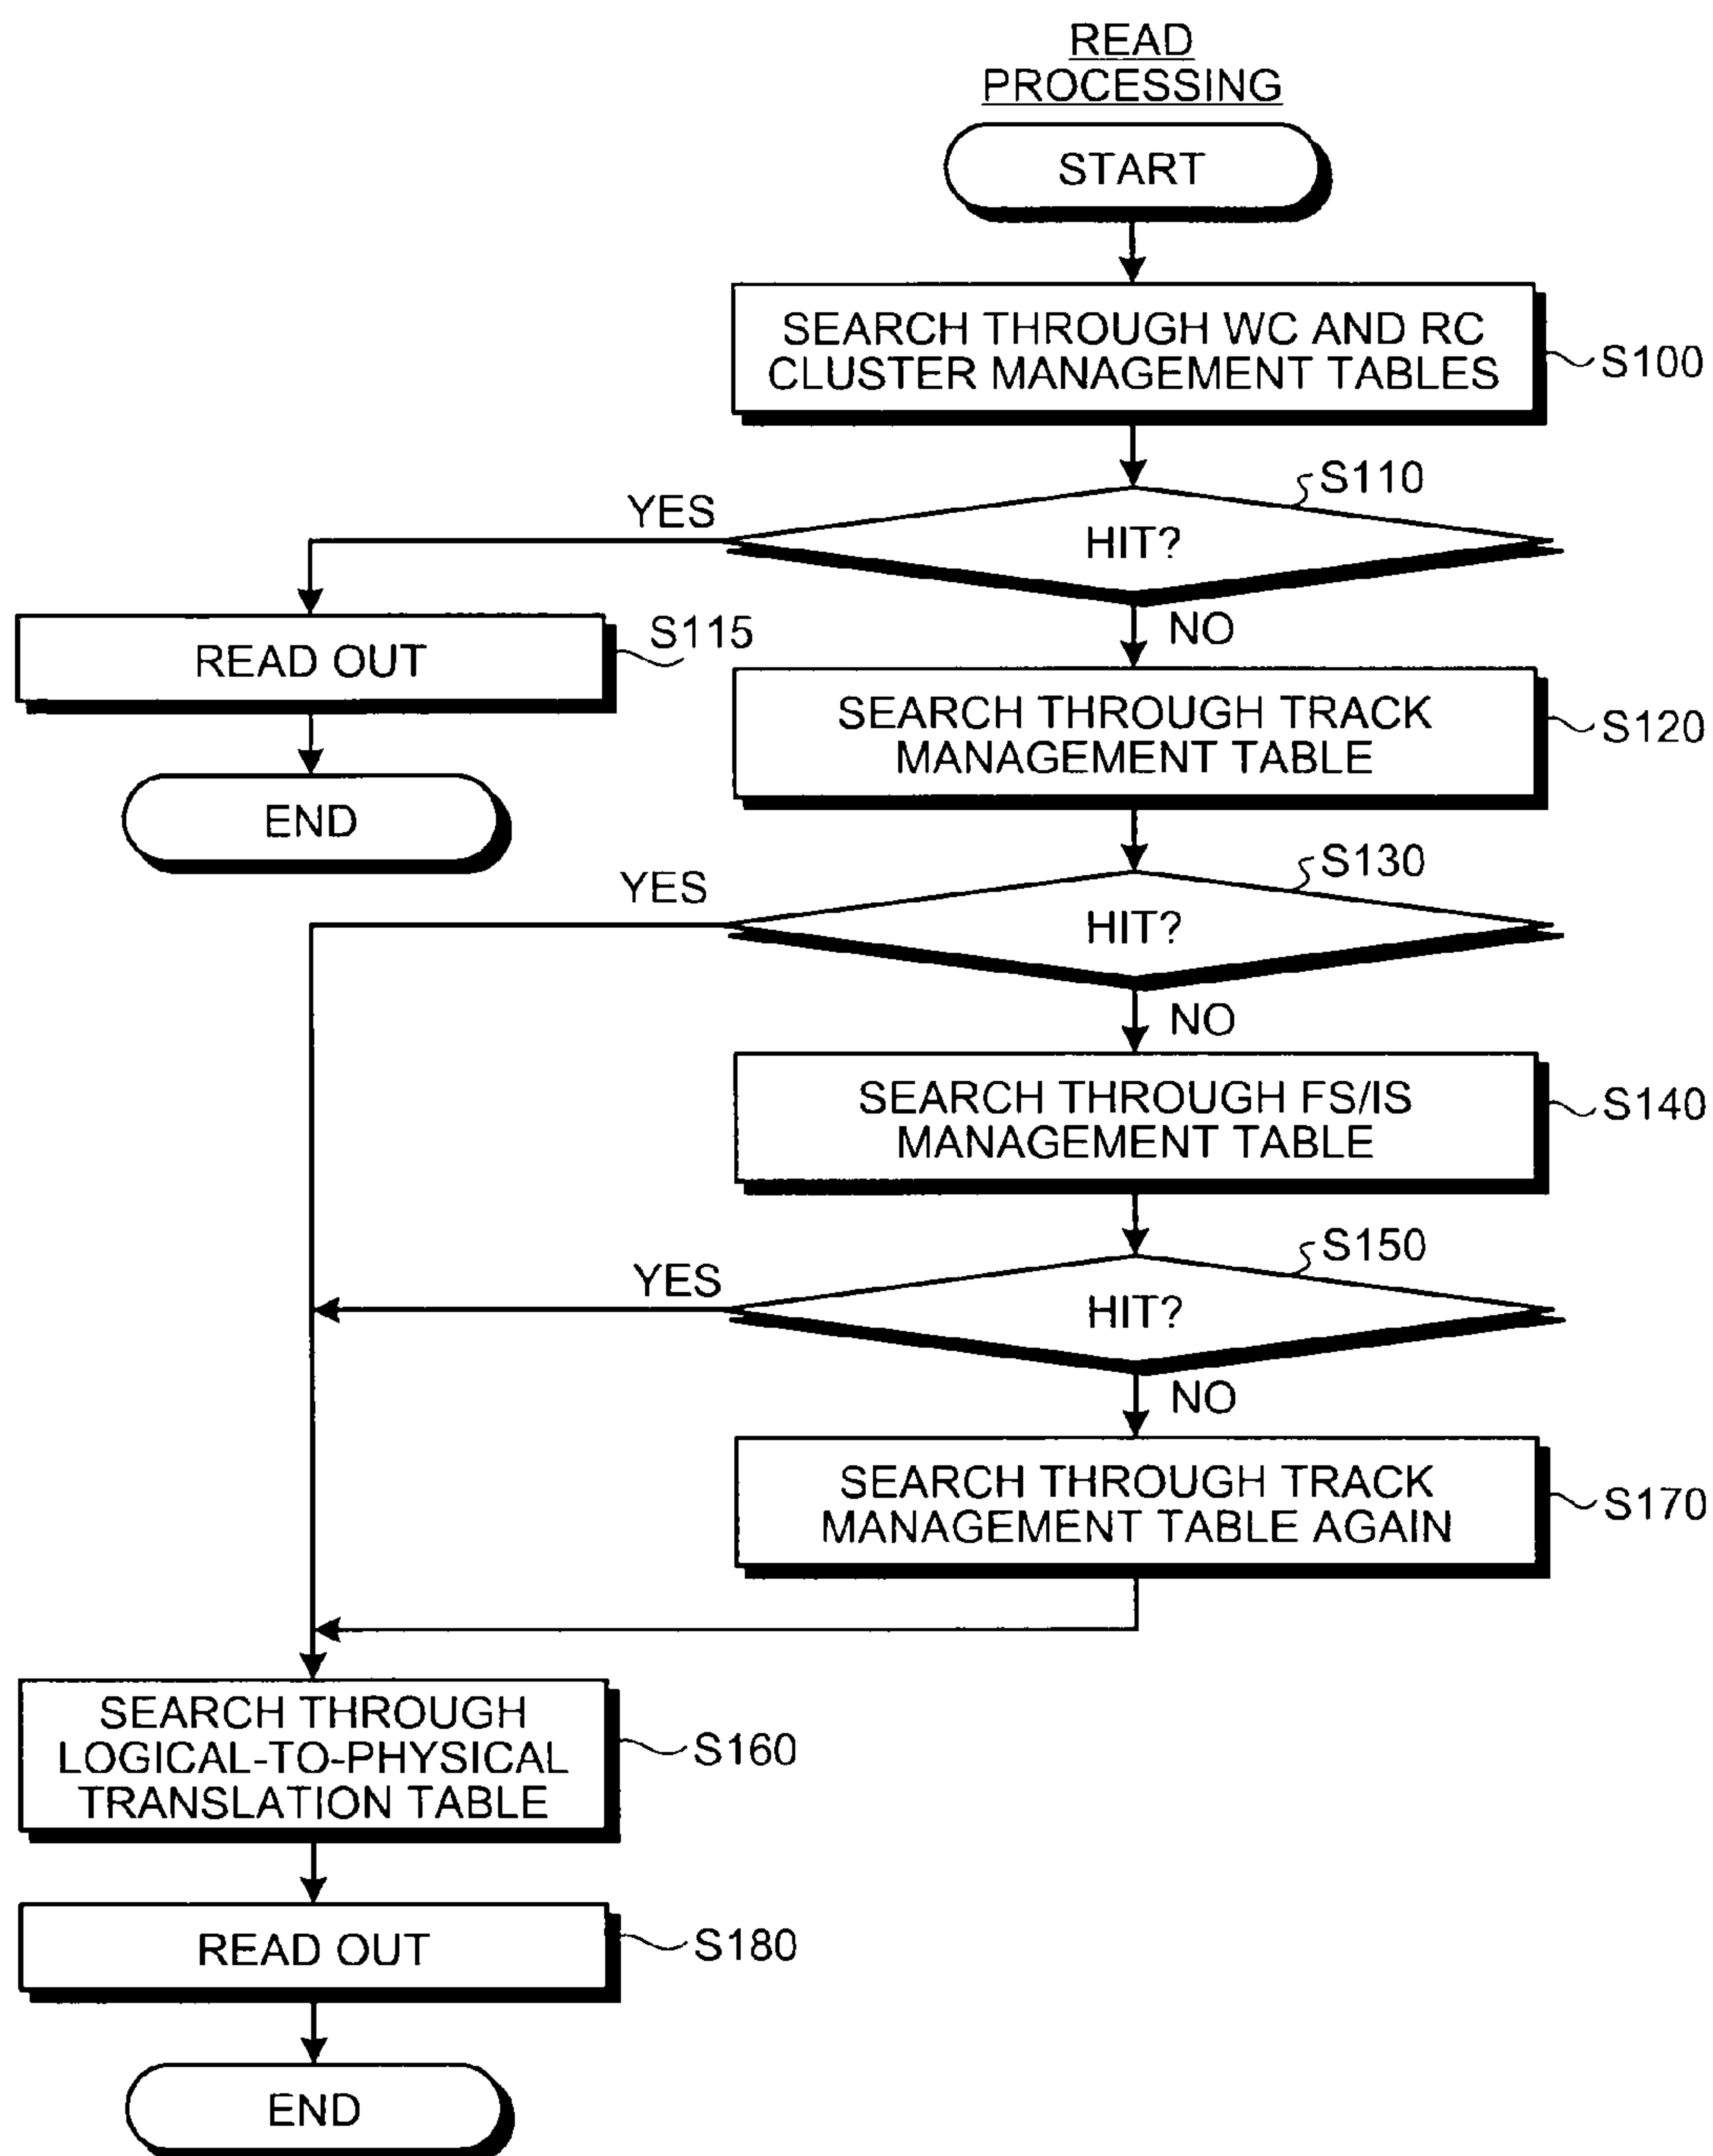 READ
PROCESSING
START
SEARCH THROUGH WC AND RC
CLUSTER MANAGEMENT TABLES
S100
S110
YES
HIT?
READ OUT
S115
NO
SEARCH THROUGH TRACK
MANAGEMENT TABLE
S120
END
S130
YES
HIT?
NO
SEARCH THROUGH FS/IS
MANAGEMENT TABLE
S140
S150
YES
HIT?
NO
SEARCH THROUGH TRACK
MANAGEMENT TABLE AGAIN
S170
SEARCH THROUGH
LOGICAL-TO-PHYSICAL
TRANSLATION TABLE
S160
READ OUT
S180
END